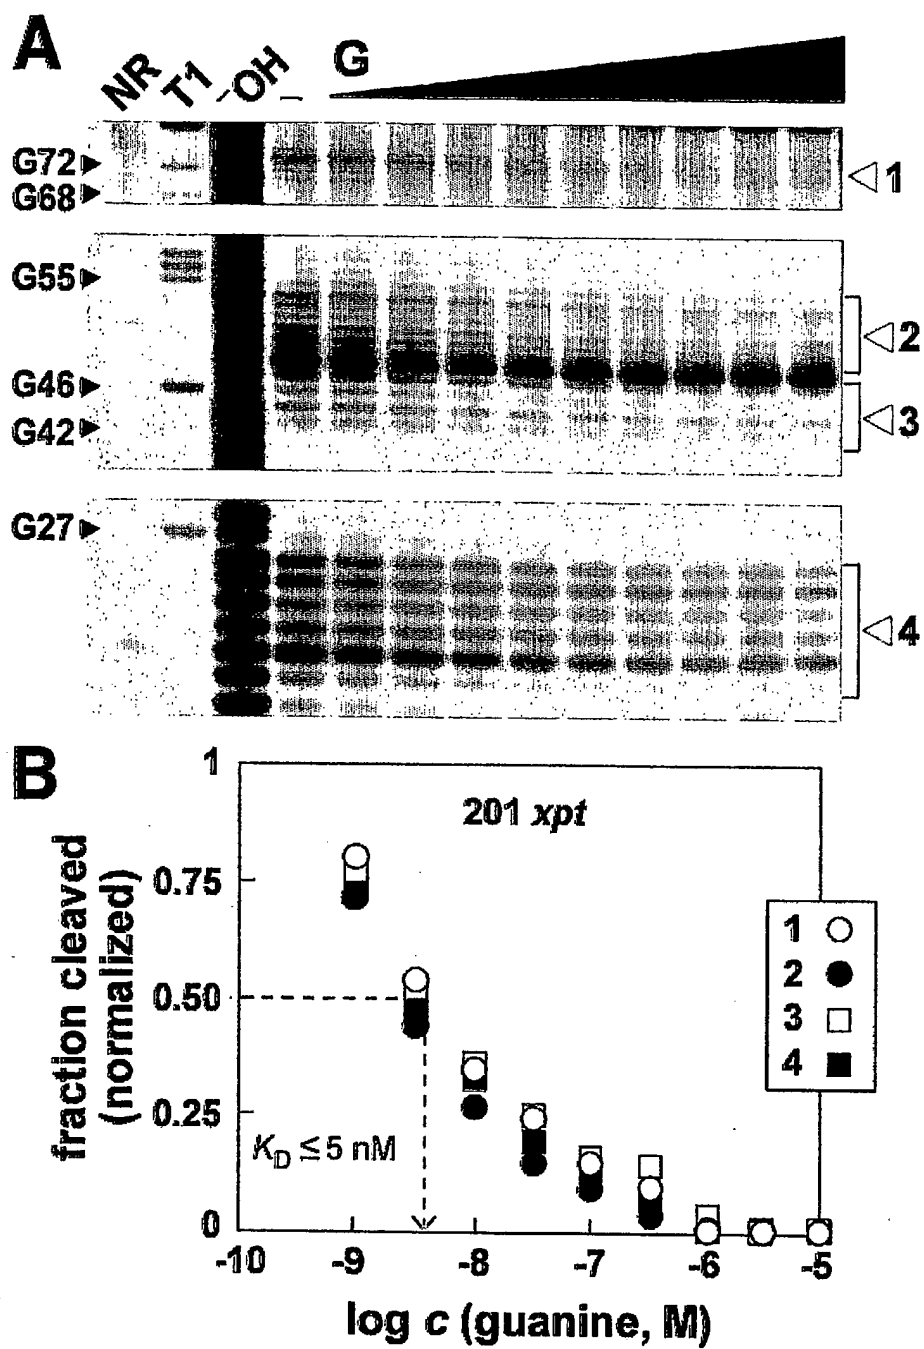 A
NR T1 ⁻OH – G
G72
G68
1
G55
G46
G42
2
3
G27
4
B
201 xpt
fraction cleaved
(normalized)
1
0.75
0.50
0.25
0
K_D ≤ 5 nM
1
2
3
4
-10 -9 -8 -7 -6 -5
log c (guanine, M)